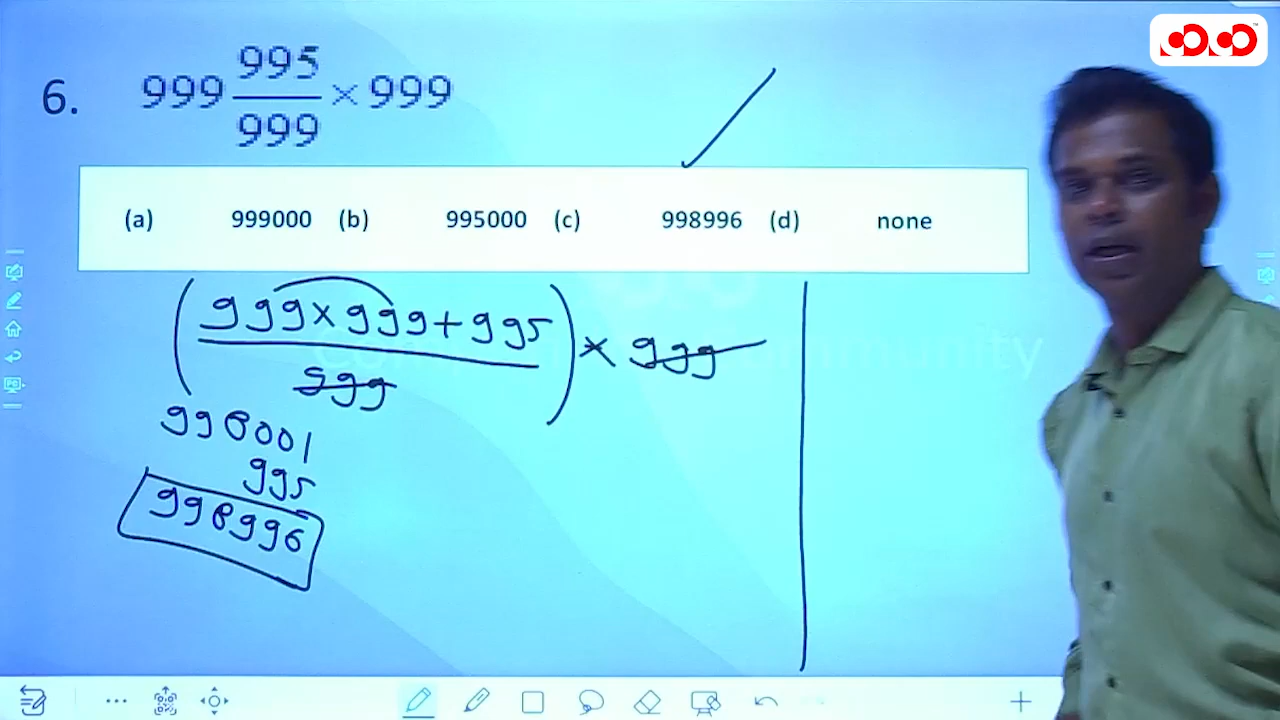 6. 999 995/999 × 999
(a) 999000 (b) 995000 (c) 998996 (d) none
(999×999+995 / 999) × 999
998001
995
998996